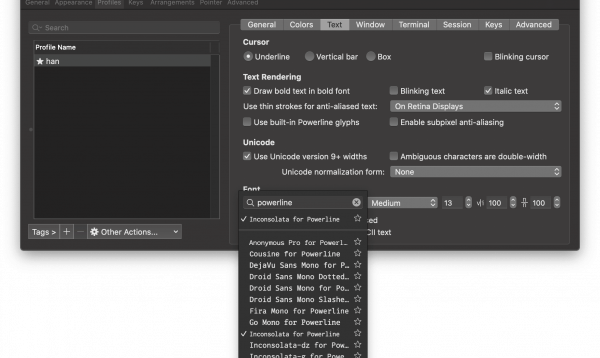 General Appearance Profiles Keys Arrangements Pointer Advanced
Search
Profile Name
★ han
Tags > + − Other Actions...
General Colors Text Window Terminal Session Keys Advanced
Cursor
Underline Vertical bar Box Blinking cursor
Text Rendering
Draw bold text in bold font Blinking text Italic text
Use thin strokes for anti-aliased text: On Retina Displays
Use built-in Powerline glyphs Enable subpixel anti-aliasing
Unicode
Use Unicode version 9+ widths Ambiguous characters are double-width
Unicode normalization form: None
Font
powerline Medium 13 100 100
✓ Inconsolata for Powerline
Anonymous Pro for Powerl…
Cousine for Powerline
DejaVu Sans Mono for P…
Droid Sans Mono Dotted…
Droid Sans Mono for Po…
Droid Sans Mono Slashe…
Fira Mono for Powerline
Go Mono for Powerline
✓ Inconsolata for Powerline
Inconsolata-dz for Pow…
Inconsolata-g for Powe…